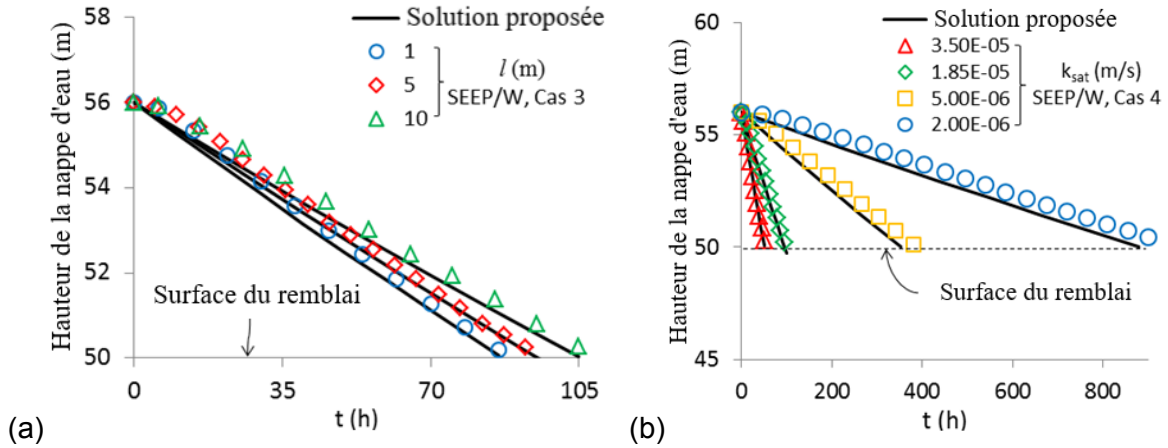 Hauteur de la nappe d'eau (m)
58
56
54
52
50
0
35
70
105
t (h)
Solution proposée
1
5
10
l (m)
SEEP/W, Cas 3
Surface du remblai
(a)
Hauteur de la nappe d'eau (m)
60
55
50
45
0
200
400
600
800
t (h)
Solution proposée
3.50E-05
1.85E-05
5.00E-06
2.00E-06
ksat (m/s)
SEEP/W, Cas 4
Surface du remblai
(b)